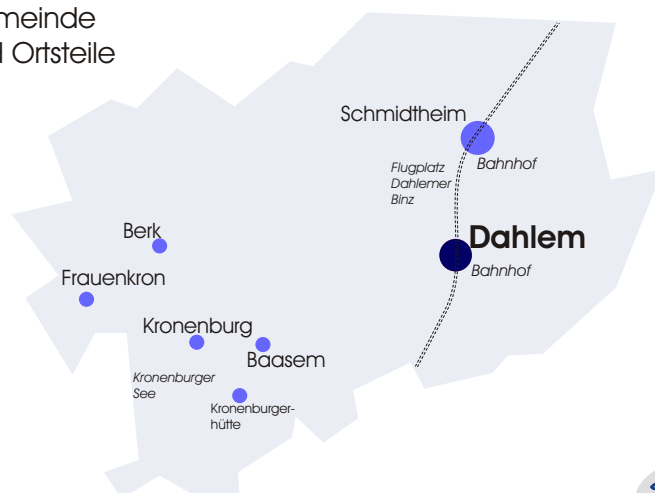 meinde
Ortsteile
Schmidtheim
Bahnhof
Flugplatz
Dahlemer
Binz
Dahlem
Bahnhof
Berk
Frauenkron
Kronenburg
Baasem
Kronenburger
See
Kronenburger-
hütte